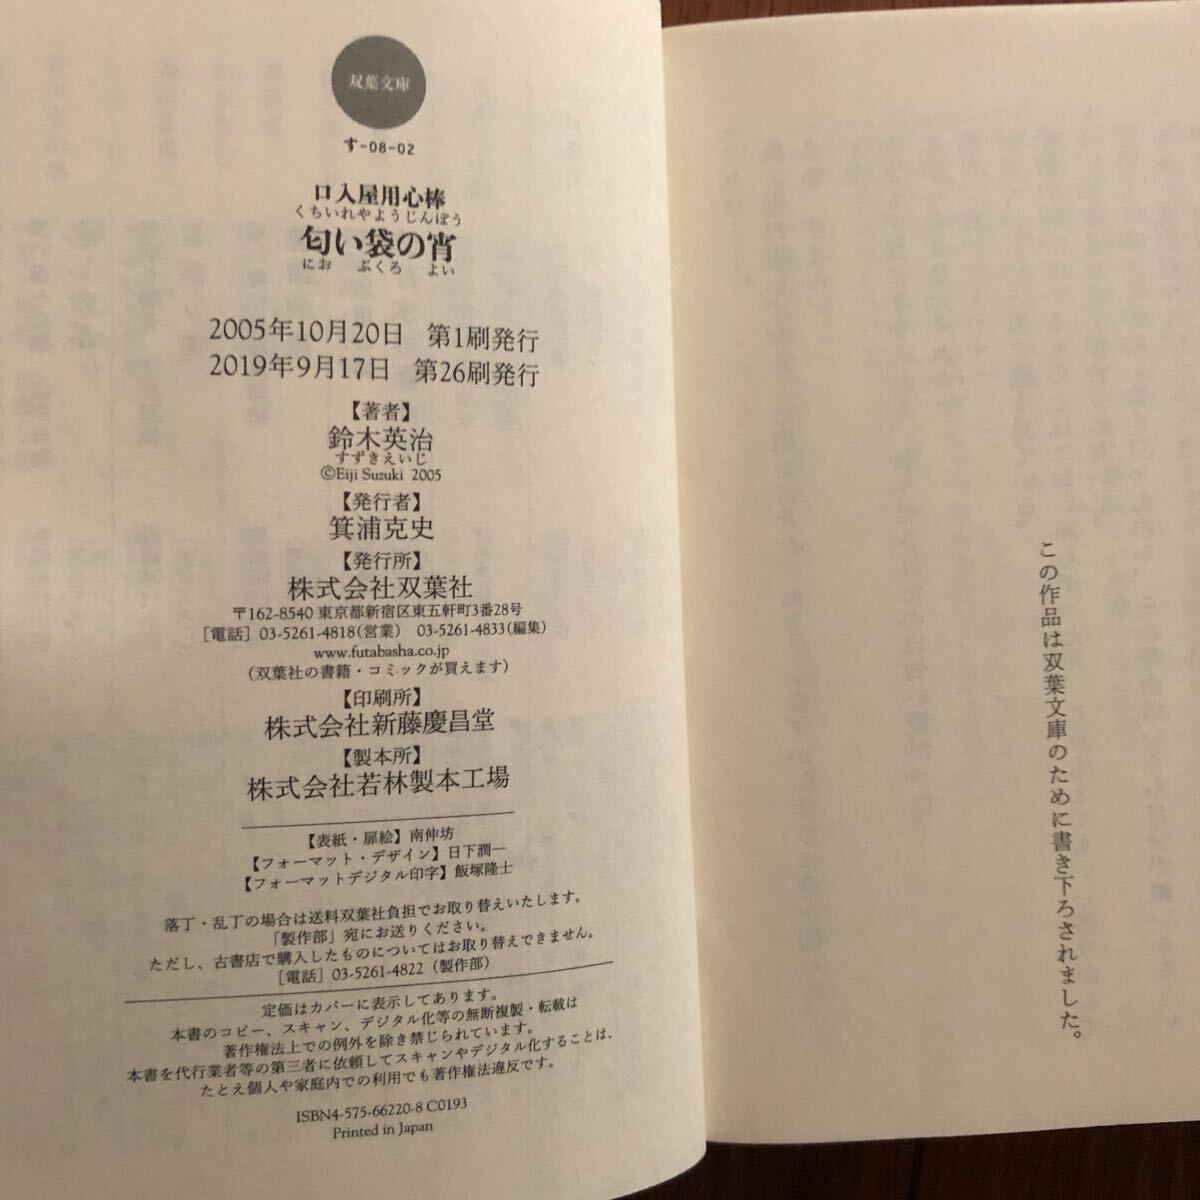 双葉文庫
す-08-02
口入屋用心棒
くちいれやようじんぼう
匂い袋の宵
にお ぶくろ よい
2005年10月20日 第1刷発行
2019年9月17日 第26刷発行
【著者】
鈴木英治
すずきえいじ
©Eiji Suzuki 2005
【発行者】
箕浦克史
【発行所】
株式会社双葉社
〒162-8540 東京都新宿区東五軒町3番28号
［電話］03-5261-4818(営業) 03-5261-4833(編集)
www.futabasha.co.jp
(双葉社の書籍・コミックが買えます)
【印刷所】
株式会社新藤慶昌堂
【製本所】
株式会社若林製本工場
【表紙・扉絵】南伸坊
【フォーマット・デザイン】日下潤一
【フォーマットデジタル印字】飯塚隆士
落丁・乱丁の場合は送料双葉社負担でお取り替えいたします。
「製作部」宛にお送りください。
ただし、古書店で購入したものについてはお取り替えできません。
［電話］03-5261-4822 (製作部)
定価はカバーに表示してあります。
本書のコピー、スキャン、デジタル化等の無断複製・転載は
著作権法上での例外を除き禁じられています。
本書を代行業者等の第三者に依頼してスキャンやデジタル化することは、
たとえ個人や家庭内での利用でも著作権法違反です。
ISBN4-575-66220-8 C0193
Printed in Japan
この作品は双葉文庫のために書き下ろされました。